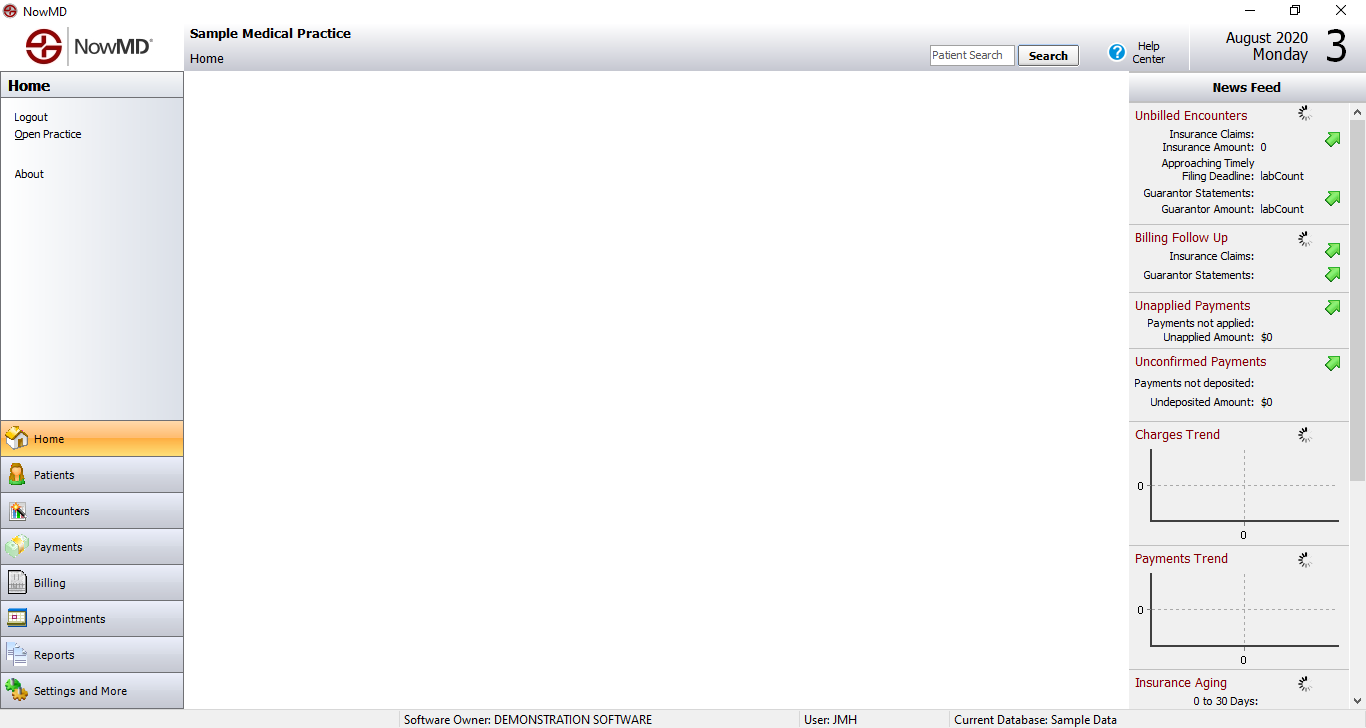 NowMD
NowMD®
Sample Medical Practice
Home
Patient Search
Search
Help
Center
August 2020
Monday
3
Home
Logout
Open Practice
About
Home
Patients
Encounters
Payments
Billing
Appointments
Reports
Settings and More
News Feed
Unbilled Encounters
Insurance Claims:
Insurance Amount: 0
Approaching Timely
Filing Deadline: labCount
Guarantor Statements:
Guarantor Amount: labCount
Billing Follow Up
Insurance Claims:
Guarantor Statements:
Unapplied Payments
Payments not applied:
Unapplied Amount: $0
Unconfirmed Payments
Payments not deposited:
Undeposited Amount: $0
Charges Trend
0
0
Payments Trend
0
0
Insurance Aging
0 to 30 Days:
Software Owner: DEMONSTRATION SOFTWARE
User: JMH
Current Database: Sample Data